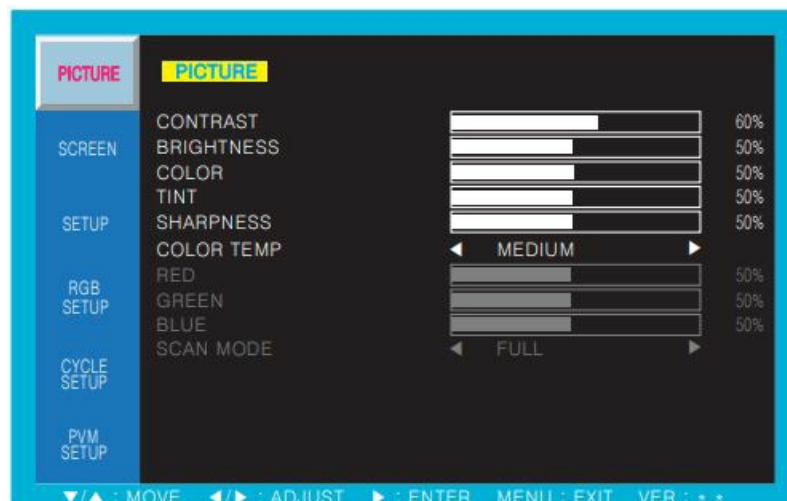 PICTURE
SCREEN
SETUP
RGB
SETUP
CYCLE
SETUP
PVM
SETUP
PICTURE
CONTRAST 60%
BRIGHTNESS 50%
COLOR 50%
TINT 50%
SHARPNESS 50%
COLOR TEMP ◀ MEDIUM ▶
RED 50%
GREEN 50%
BLUE 50%
SCAN MODE ◀ FULL ▶
▼/▲ : MOVE ◀/▶ : ADJUST ▶ : ENTER MENU : EXIT VER : * *